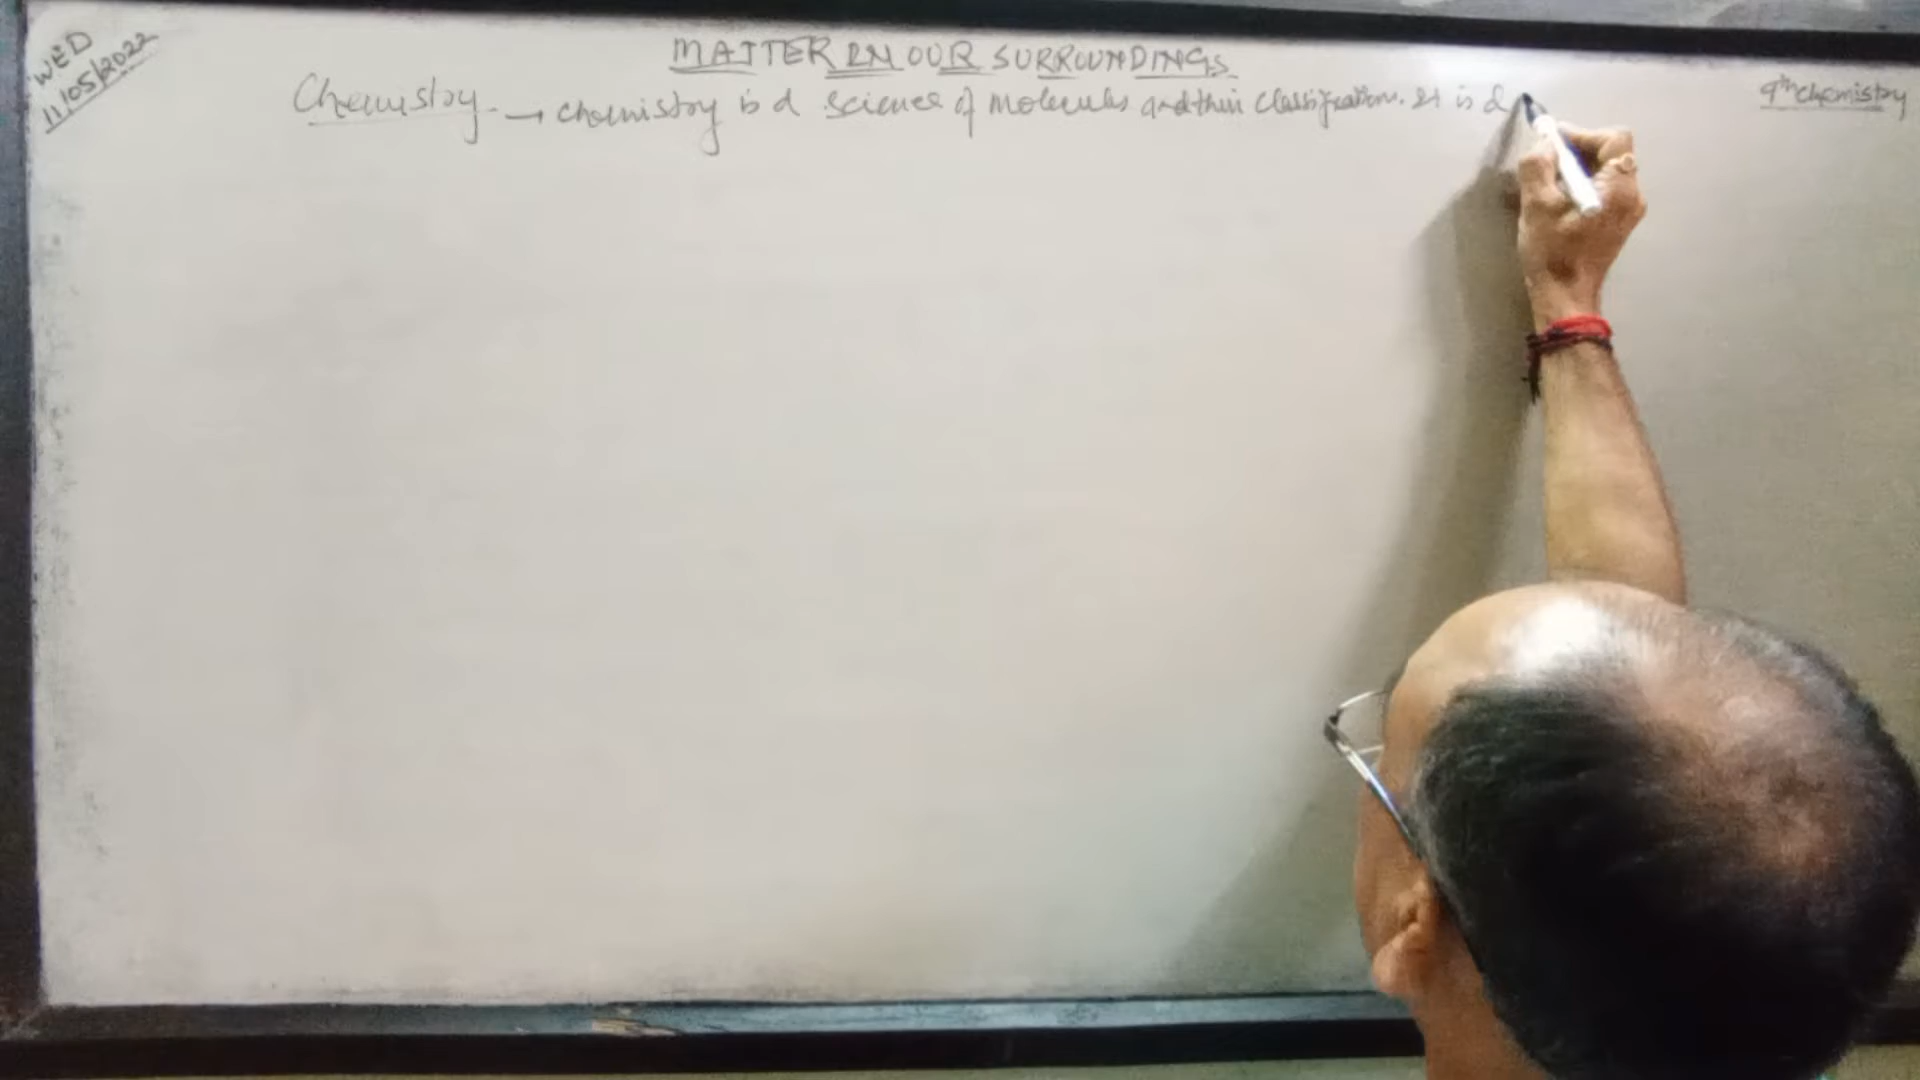 WED
11/05/2022
MATTER IN OUR SURROUNDINGS
9th chemistry
Chemistry → chemistry is a science of molecules and their classifications. It is a